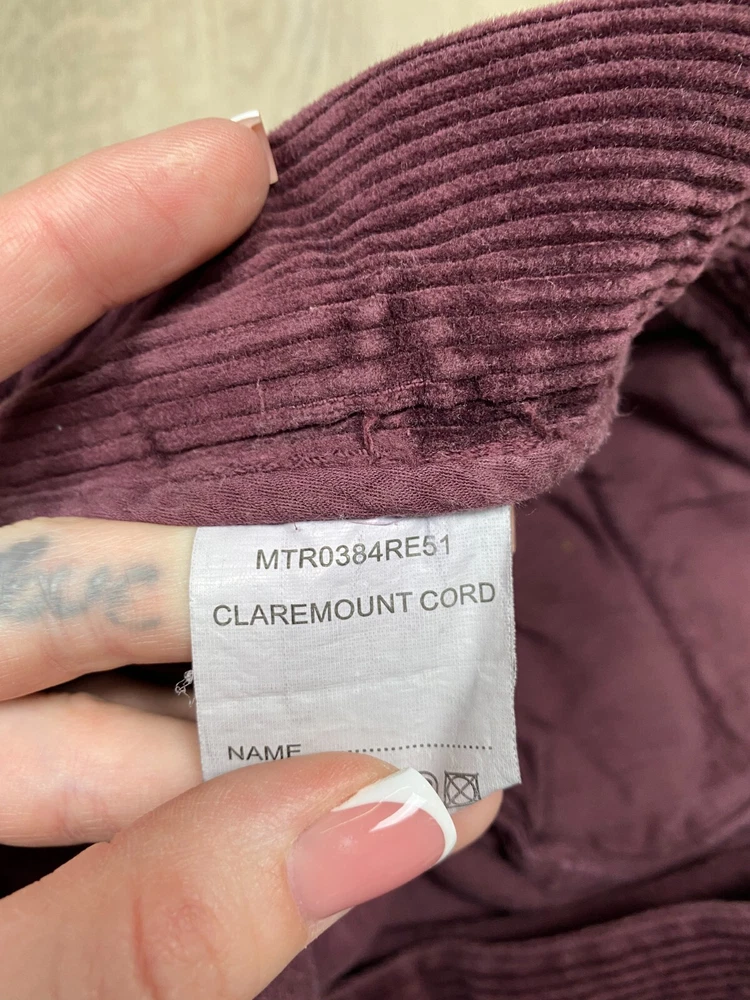 MTR0384RE51
CLAREMOUNT CORD
NAME ................